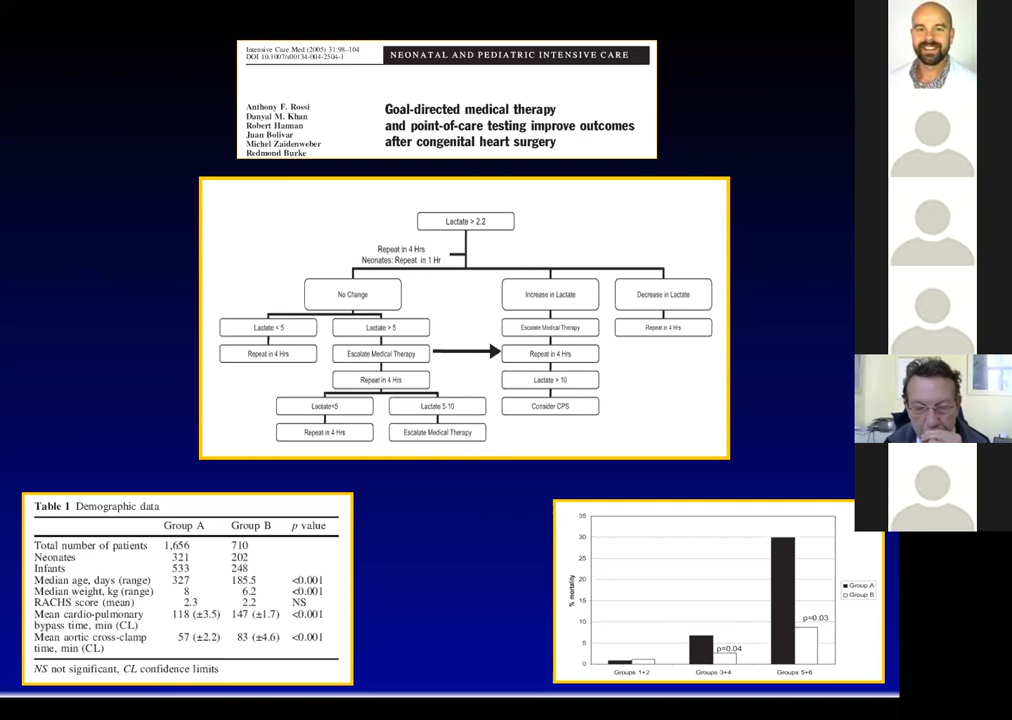 Intensive Care Med (2005) 31:98–104
DOI 10.1007/s00134-004-2504-1
NEONATAL AND PEDIATRIC INTENSIVE CARE
Anthony F. Rossi
Danyal M. Khan
Robert Hannan
Juan Bolivar
Michel Zaidenweber
Redmond Burke
Goal-directed medical therapy
and point-of-care testing improve outcomes
after congenital heart surgery
Lactate > 2.2
Repeat in 4 Hrs
Neonates: Repeat in 1 Hr
No Change
Increase in Lactate
Decrease in Lactate
Lactate < 5
Lactate > 5
Escalate Medical Therapy
Repeat in 4 Hrs
Repeat in 4 Hrs
Escalate Medical Therapy
Repeat in 4 Hrs
Repeat in 4 Hrs
Lactate > 10
Lactate<5
Lactate 5-10
Consider CPS
Repeat in 4 Hrs
Escalate Medical Therapy
Table 1 Demographic data
Group A Group B p value
Total number of patients 1,656 710
Neonates 321 202
Infants 533 248
Median age, days (range) 327 185.5 <0.001
Median weight, kg (range) 8 6.2 <0.001
RACHS score (mean) 2.3 2.2 NS
Mean cardio-pulmonary 118 (±3.5) 147 (±1.7) <0.001
bypass time, min (CL)
Mean aortic cross-clamp 57 (±2.2) 83 (±4.6) <0.001
time, min (CL)
NS not significant, CL confidence limits
% mortality
35
30
25
20
15
10
5
0
Group A
Group B
p=0.03
p=0.04
Groups 1+2
Groups 3+4
Groups 5+6